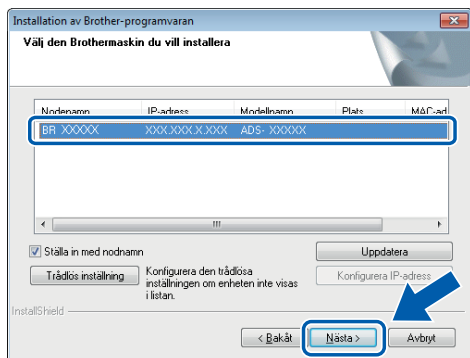 Installation av Brother-programvaran
Välj den Brothermaskin du vill installera
Nodenamn IP-adress Modellnamn Plats MAC-ad
BR XXXXX XXX.XXX.X.XXX ADS- XXXXX
Ställa in med nodnamn
Uppdatera
Trådlös inställning
Konfigurera den trådlösa
inställningen om enheten inte visas
i listan.
Konfigurera IP-adress
InstallShield
< Bakåt
Nästa >
Avbryt